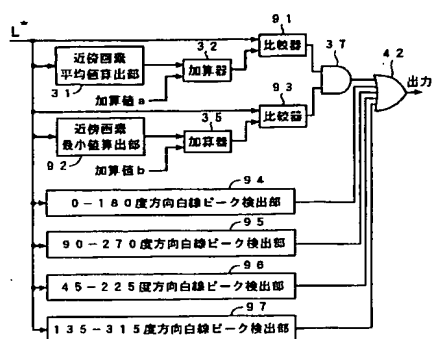 L*
近傍画素
平均値算出部
31
加算値a
32
加算器
91
比較器
37
42
出力
近傍画素
最小値算出部
92
加算値b
35
加算器
93
比較器
94
0-180度方向白線ピーク検出部
95
90-270度方向白線ピーク検出部
96
45-225度方向白線ピーク検出部
97
135-315度方向白線ピーク検出部